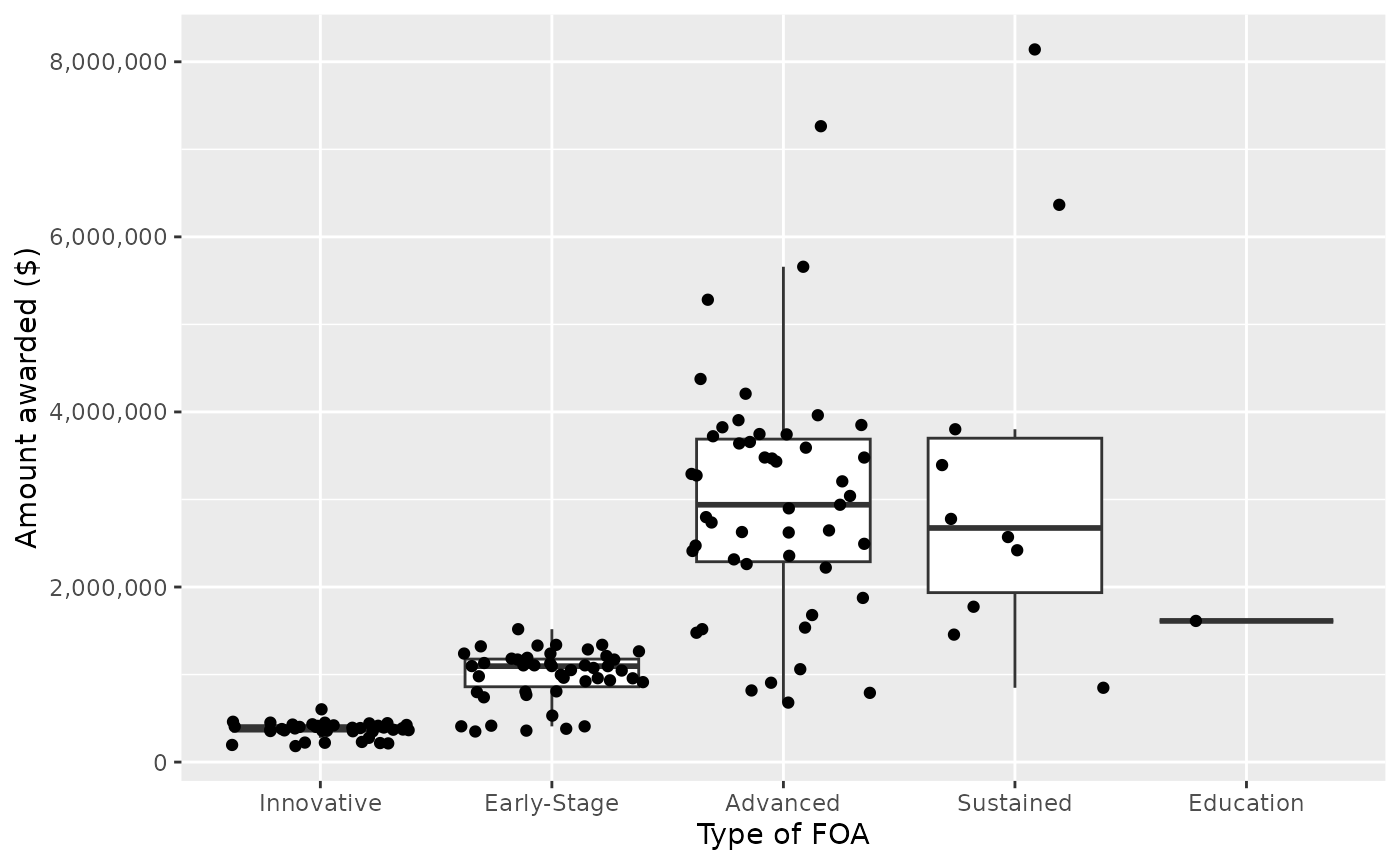 8,000,000
6,000,000
4,000,000
2,000,000
0
Amount awarded ($)
Innovative Early-Stage Advanced Sustained Education
Type of FOA